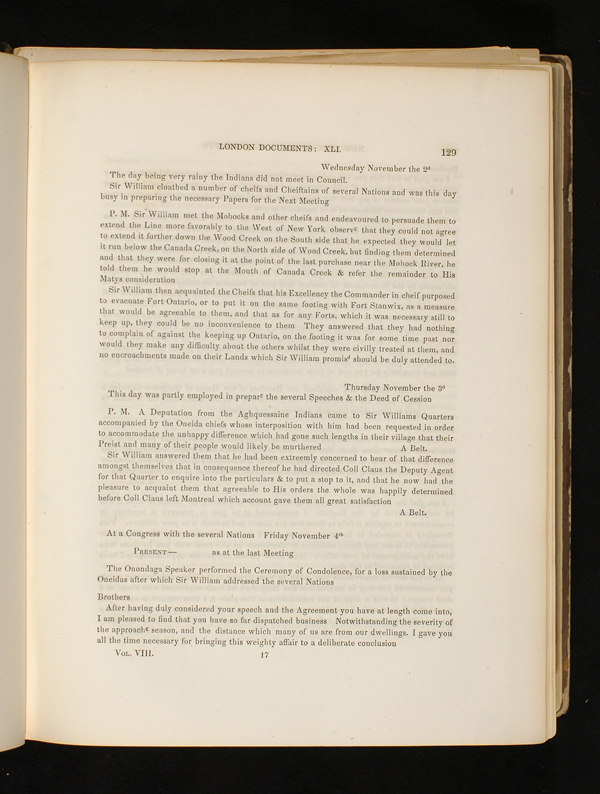 LONDON DOCUMENTS: XLI. 129
Wednesday November the 2ᵈ
The day being very rainy the Indians did not meet in Council.
Sir William cloathed a number of cheifs and Cheiftains of several Nations and was this day
busy in preparing the necessary Papers for the Next Meeting
P. M. Sir William met the Mohocks and other cheifs and endeavoured to persuade them to
extend the Line more favorably to the West of New York observᵍ that they could not agree
to extend it further down the Wood Creek on the South side that he expected they would let
it run below the Canada Creek, on the North side of Wood Creek, but finding them determined
and that they were for closing it at the point of the last purchase near the Mohock River, he
told them he would stop at the Mouth of Canada Creek & refer the remainder to His
Matys consideration
Sir William then acquainted the Cheifs that his Excellency the Commander in cheif purposed
to evacuate Fort Ontario, or to put it on the same footing with Fort Stanwix, as a measure
that would be agreeable to them, and that as for any Forts, which it was necessary still to
keep up, they could be no inconvenience to them They answered that they had nothing
to complain of against the keeping up Ontario, on the footing it was for some time past nor
would they make any difficulty about the others whilst they were civilly treated at them, and
no encroachments made on their Lands which Sir William promisᵈ should be duly attended to.
Thursday November the 3ᵈ
This day was partly employed in preparᵍ the several Speeches & the Deed of Cession
P. M. A Deputation from the Aghquessaine Indians came to Sir Williams Quarters
accompanied by the Oneida chiefs whose interposition with him had been requested in order
to accommodate the unhappy difference which had gone such lengths in their village that their
Preist and many of their people would likely be murthered A Belt.
Sir William answered them that he had been extreemly concerned to hear of that difference
amongst themselves that in consequence thereof he had directed Coll Claus the Deputy Agent
for that Quarter to enquire into the particulars & to put a stop to it, and that he now had the
pleasure to acquaint them that agreeable to His orders the whole was happily determined
before Coll Claus left Montreal which account gave them all great satisfaction
A Belt.
At a Congress with the several Nations Friday November 4ᵗʰ
PRESENT— as at the last Meeting
The Onondaga Speaker performed the Ceremony of Condolence, for a loss sustained by the
Oneidas after which Sir William addressed the several Nations
Brothers
After having duly considered your speech and the Agreement you have at length come into,
I am pleased to find that you have so far dispatched business Notwithstanding the severity of
the approachᵍ season, and the distance which many of us are from our dwellings. I gave you
all the time necessary for bringing this weighty affair to a deliberate conclusion
VOL. VIII. 17